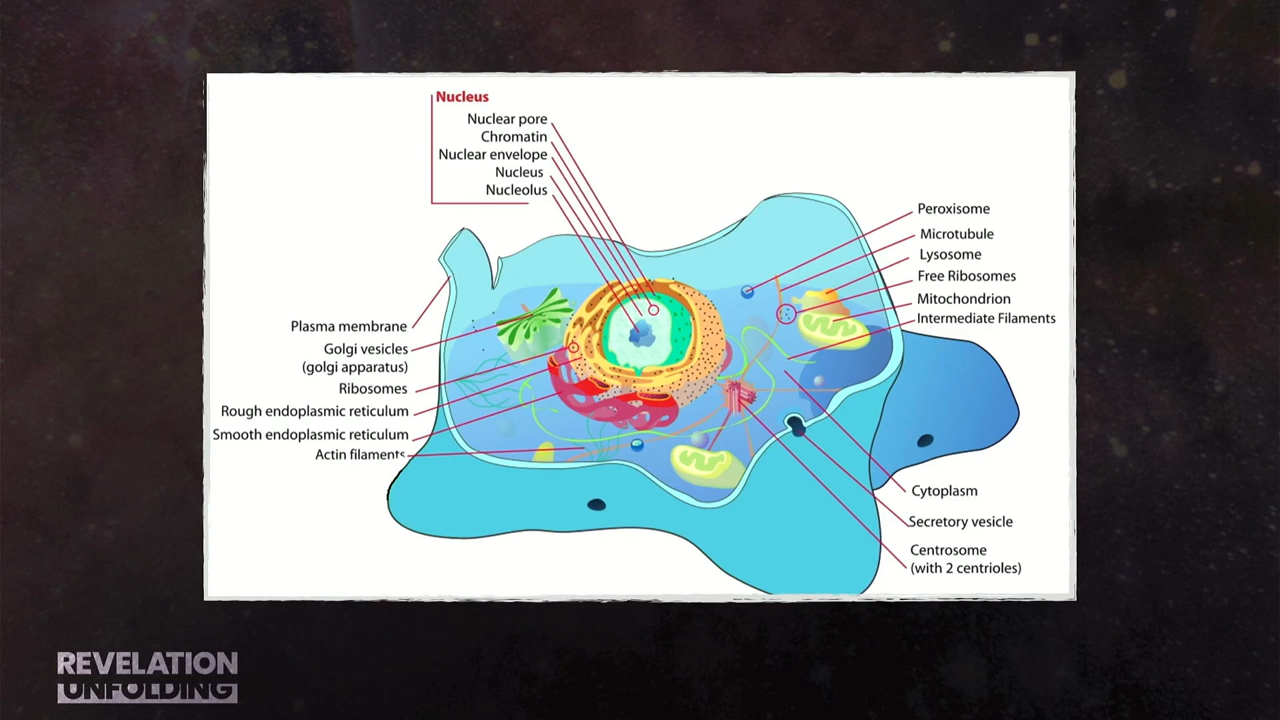 Nucleus
Nuclear pore
Chromatin
Nuclear envelope
Nucleus
Nucleolus
Plasma membrane
Golgi vesicles
(golgi apparatus)
Ribosomes
Rough endoplasmic reticulum
Smooth endoplasmic reticulum
Actin filaments
Peroxisome
Microtubule
Lysosome
Free Ribosomes
Mitochondrion
Intermediate Filaments
Cytoplasm
Secretory vesicle
Centrosome
(with 2 centrioles)
REVELATION
UNFOLDING